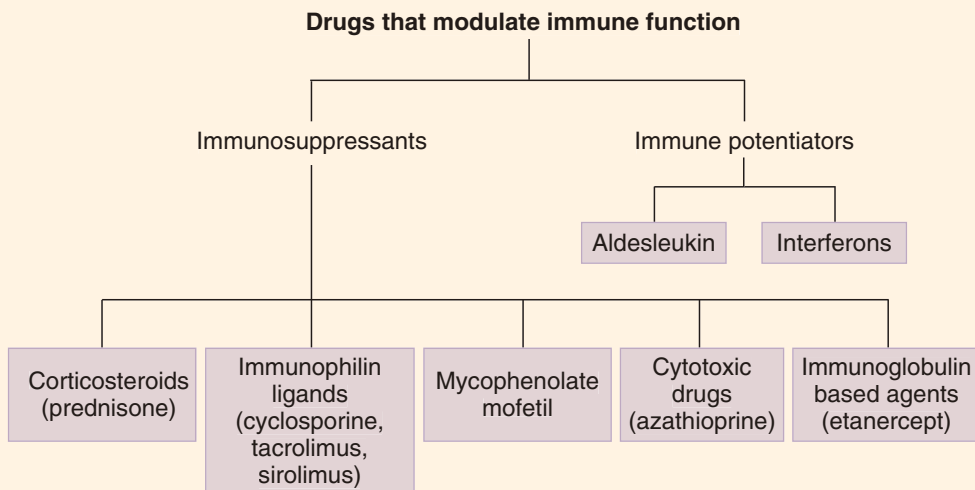 Drugs that modulate immune function
Immunosuppressants
Immune potentiators
Aldesleukin
Interferons
Corticosteroids
(prednisone)
Immunophilin
ligands
(cyclosporine,
tacrolimus,
sirolimus)
Mycophenolate
mofetil
Cytotoxic
drugs
(azathioprine)
Immunoglobulin
based agents
(etanercept)